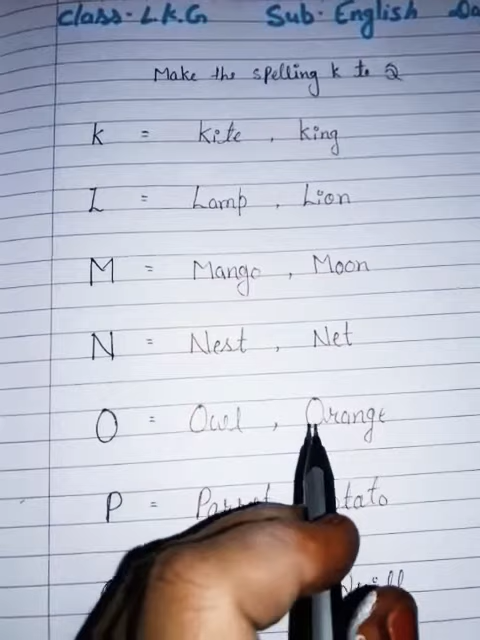 Class- L.K.G Sub- English
Make the spelling k to Q
k = kite , king
L = Lamp , Lion
M = Mango , Moon
N = Nest , Net
O = Owl , Orange
P =